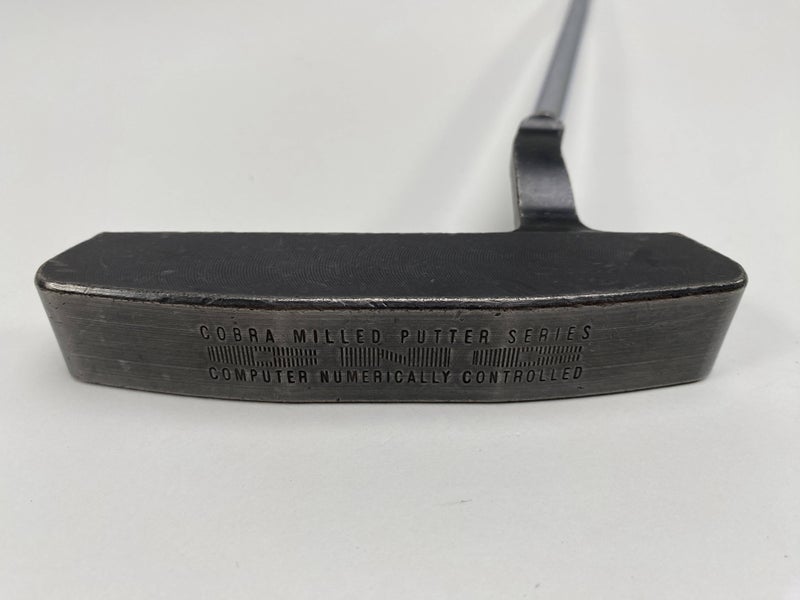 COBRA MILLED PUTTER SERIES
CNC
COMPUTER NUMERICALLY CONTROLLED